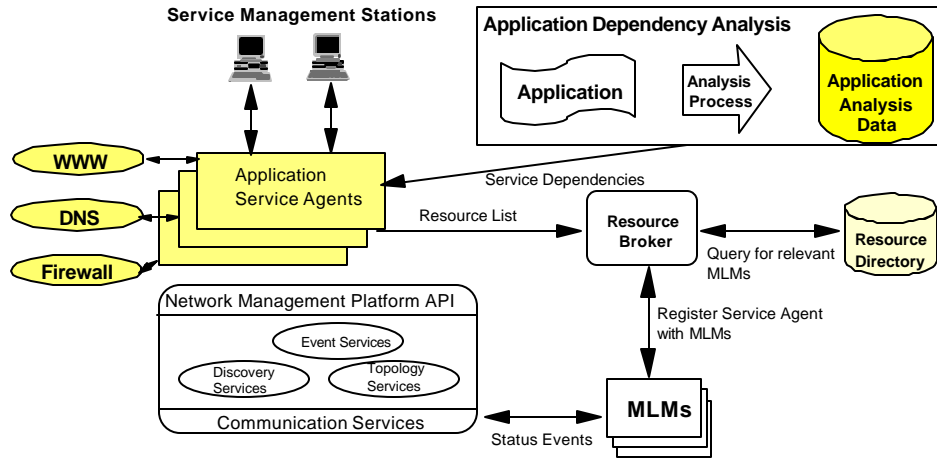 Service Management Stations
Application Dependency Analysis
Application
Analysis
Process
Application
Analysis
Data
WWW
DNS
Firewall
Application
Service Agents
Service Dependencies
Resource List
Resource
Broker
Query for relevant
MLMs
Resource
Directory
Network Management Platform API
Event Services
Discovery
Services
Topology
Services
Communication Services
Register Service Agent
with MLMs
MLMs
Status Events